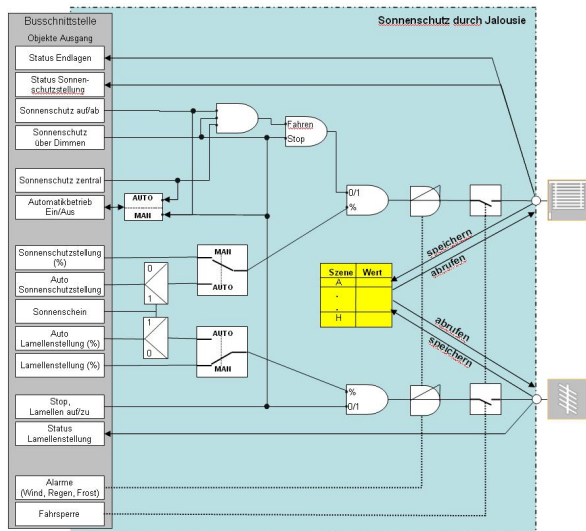 Busschnittstelle
Sonnenschutz durch Jalousie
Objekte Ausgang
Status Endlagen
Status Sonnen-
schutzstellung
Sonnenschutz auf/ab
Sonnenschutz
über Dimmen
Fahren
Stop
Sonnenschutz zentral
Automatikbetrieb
Ein/Aus
AUTO
MAN
0/1
%
Sonnenschutzstellung
(%)
Auto
Sonnenschutzstellung
Sonnenschein
Auto
Lamellenstellung (%)
Lamellenstellung (%)
0
1
1
0
MAN
AUTO
AUTO
MAN
speichern
abrufen
Szene Wert
A
.
.
H
abrufen
speichern
%
0/1
Stop,
Lamellen auf/zu
Status
Lamellenstellung
Alarme
(Wind, Regen, Frost)
Fahrsperre